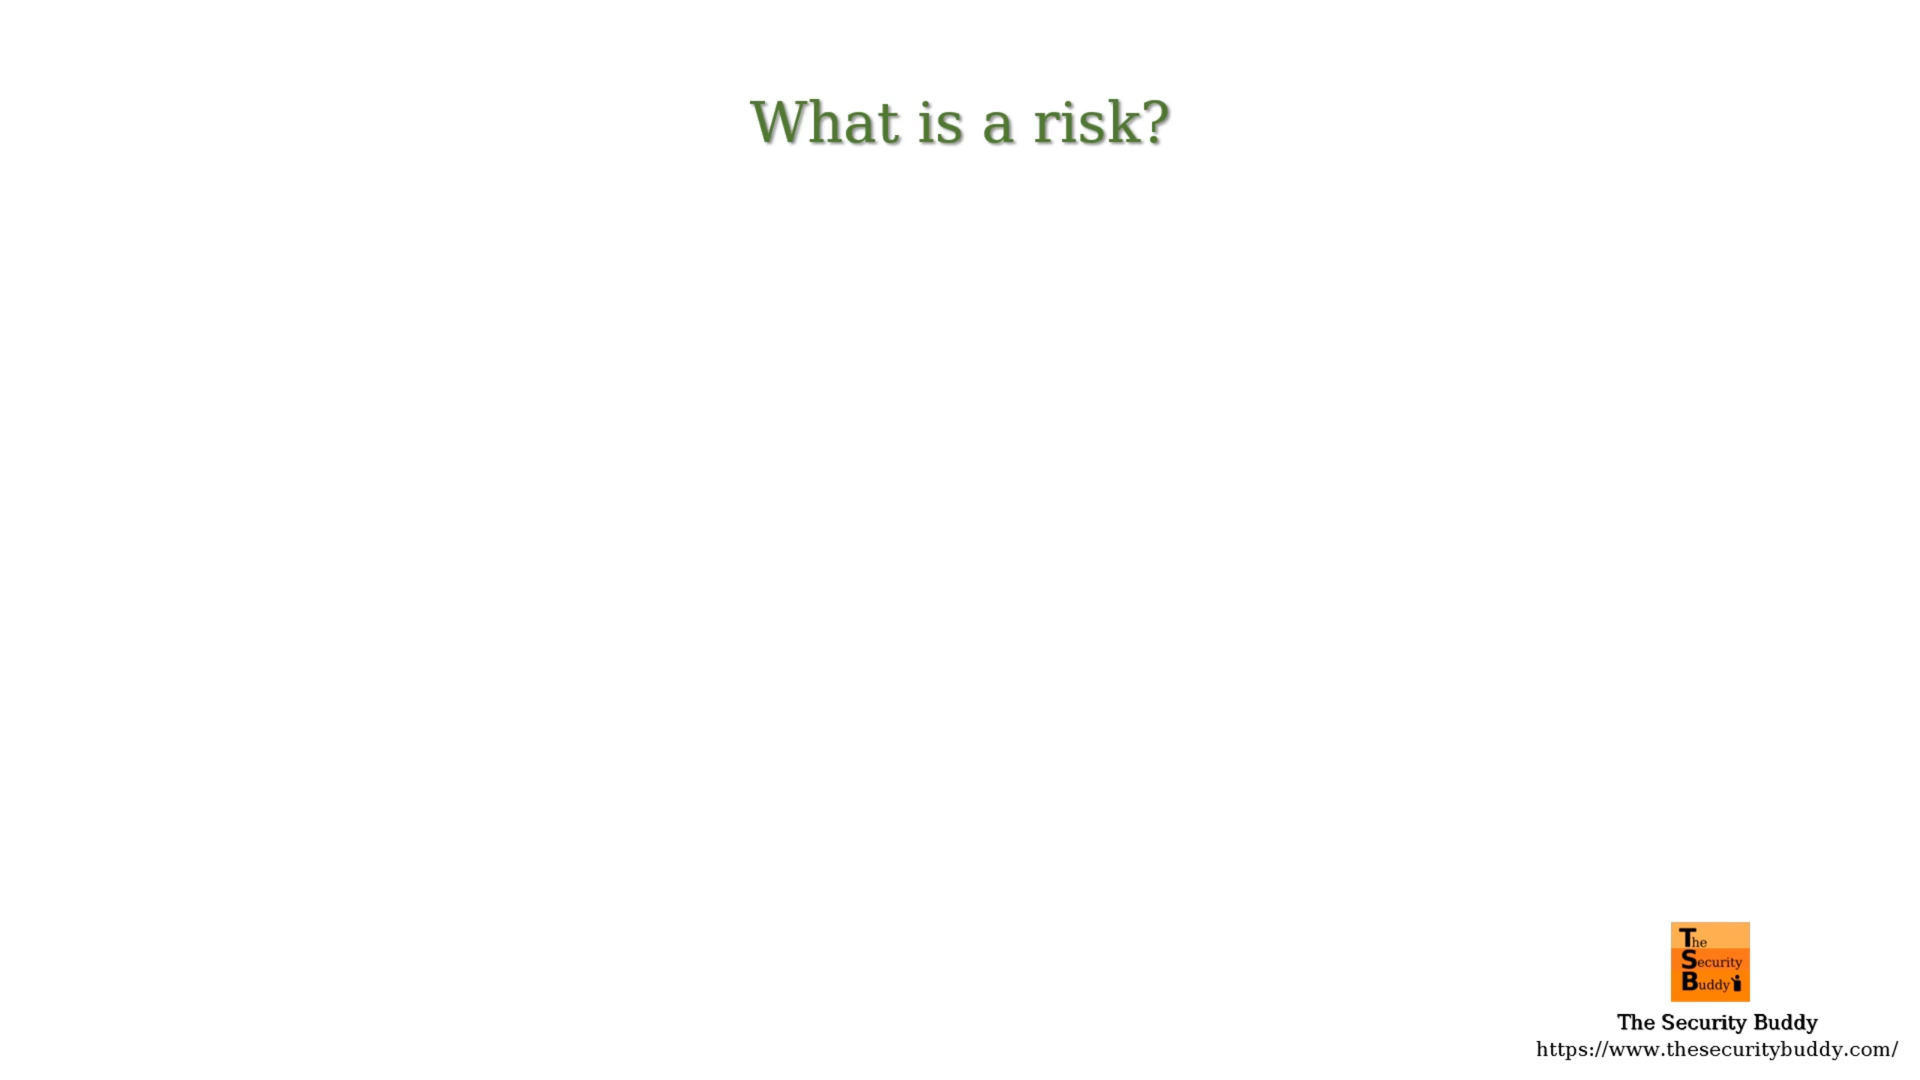 What is a risk?
The
Security
Buddy
The Security Buddy
https://www.thesecuritybuddy.com/